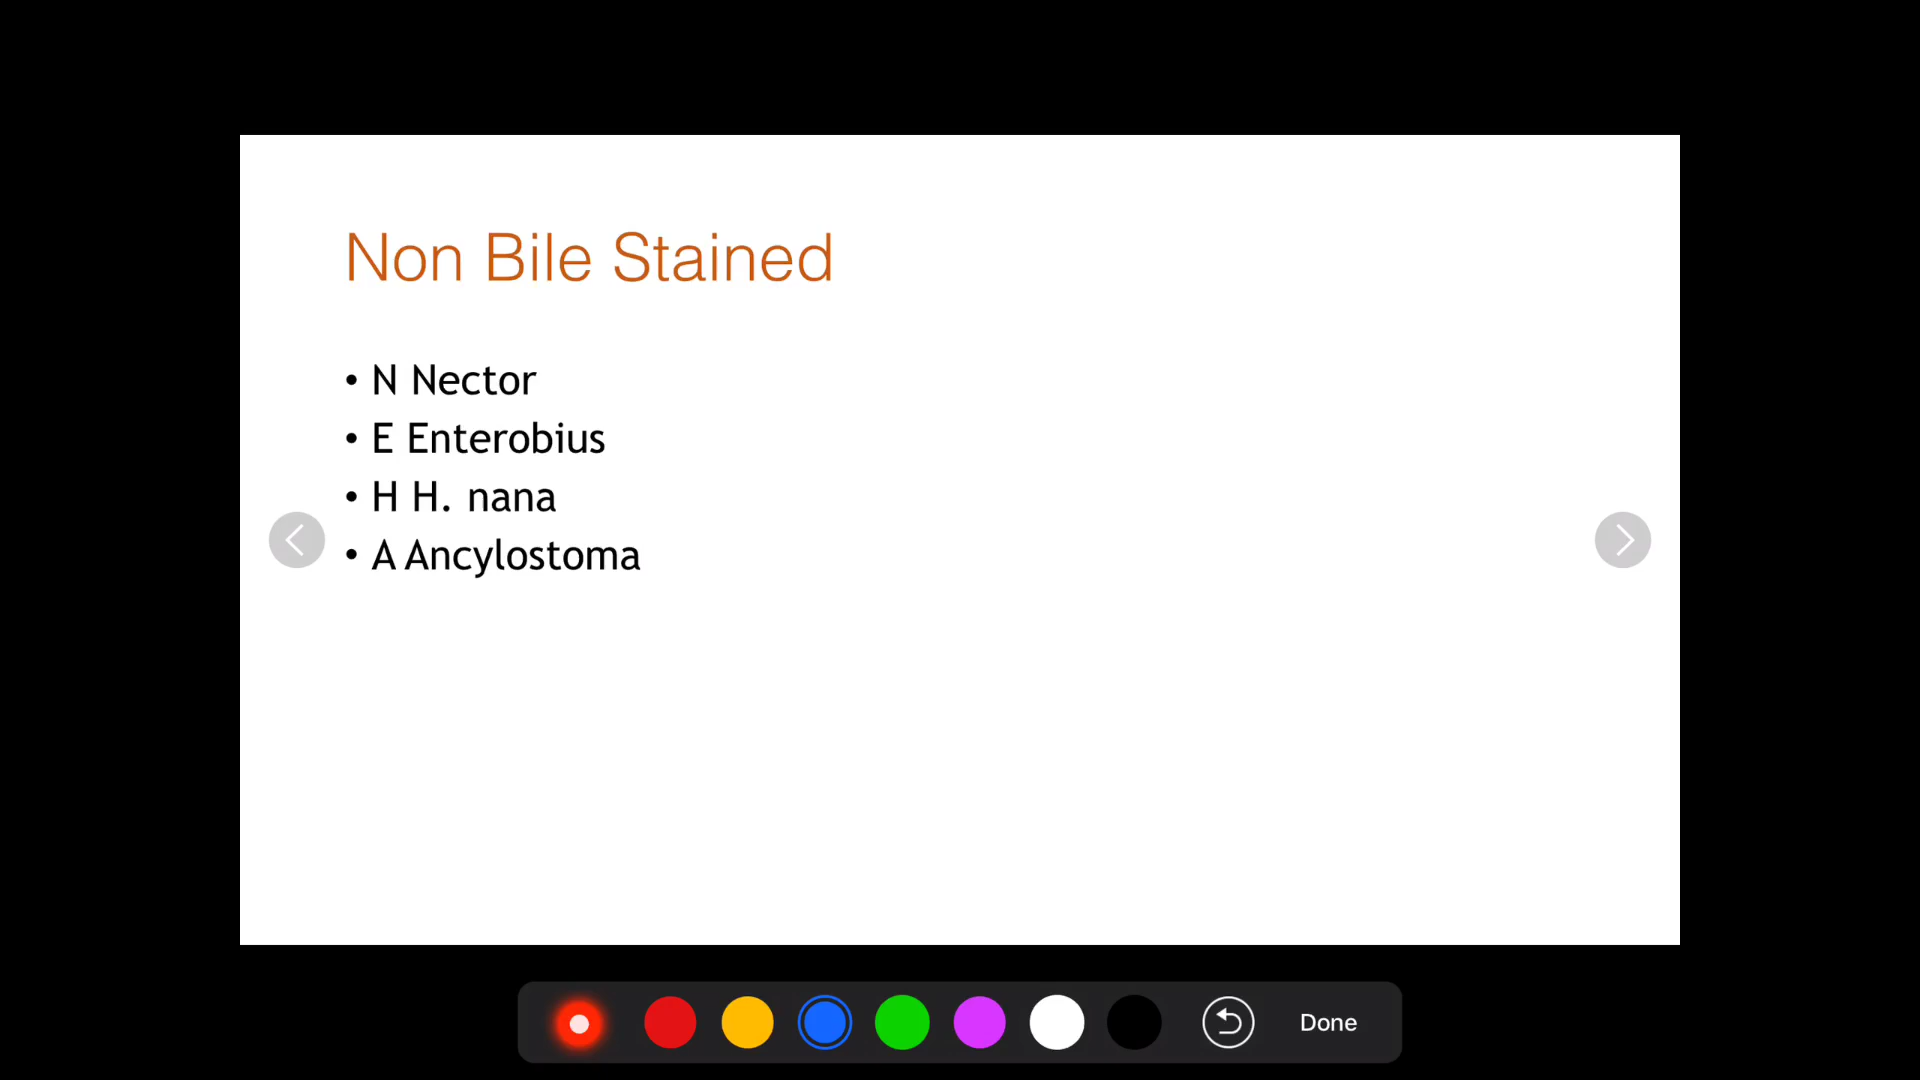 Non Bile Stained
• N Nector
• E Enterobius
• H H. nana
• A Ancylostoma
Done